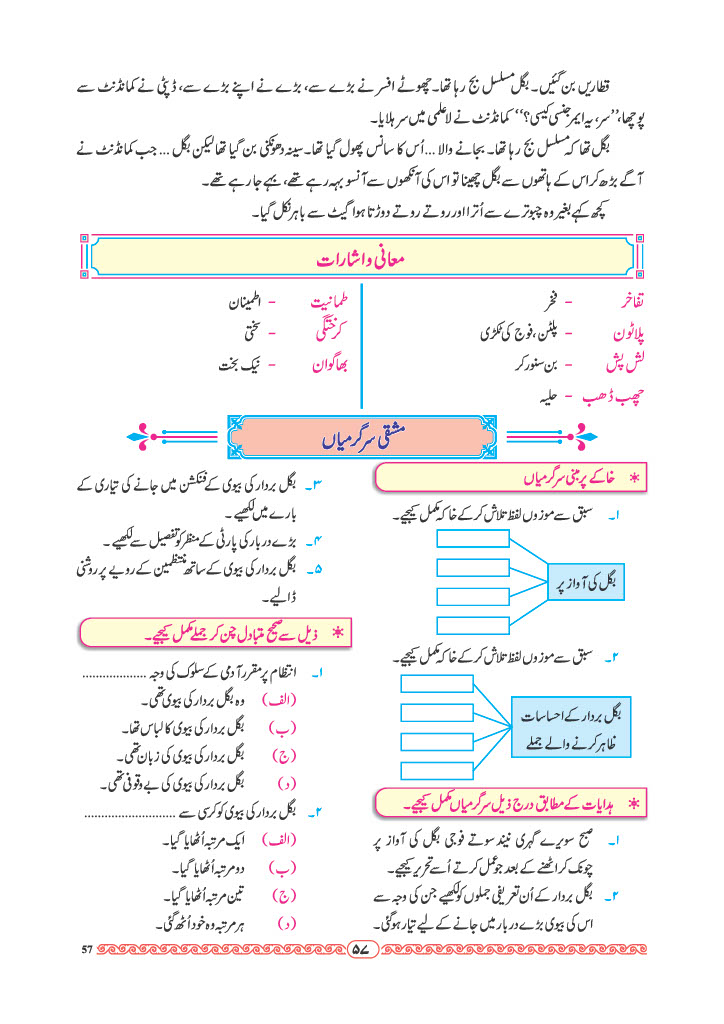 قطاریں بن گئیں۔ بگل مسلسل بج رہا تھا۔ چھوٹے افسر نے بڑے سے، بڑے نے اپنے بڑے سے، ڈپٹی نے کمانڈنٹ سے
پوچھا، ’’سر، یہ ایمرجنسی کیسی؟‘‘ کمانڈنٹ نے لاعلمی میں سر ہلایا۔
بگل تھا کہ مسلسل بج رہا تھا۔ بجانے والا ... اُس کا سانس پھول گیا تھا۔ سینہ دھونکنی بن گیا تھا لیکن بگل ... جب کمانڈنٹ نے
آگے بڑھ کر اس کے ہاتھوں سے بگل چھینا تو اس کی آنکھوں سے آنسو بہہ رہے تھے، بہے جا رہے تھے۔
کچھ کہے بغیر وہ چبوترے سے اُترا اور روتے روتے دوڑتا ہوا گیٹ سے باہر نکل گیا۔
معانی و اشارات
تفاخر - فخر
پلاٹون - پلٹن، فوج کی ٹکڑی
لش پش - بن سنور کر
چھب ڈھب - حلیہ
طمانیت - اطمینان
کرختگی - سختی
بھاگوان - نیک بخت
مشقی سرگرمیاں
* خاکے پر مبنی سرگرمیاں
۱۔ سبق سے موزوں لفظ تلاش کرکے خاکہ مکمل کیجیے۔
بگل کی آواز پر
۲۔ سبق سے موزوں لفظ تلاش کرکے خاکہ مکمل کیجیے۔
بگل بردار کے احساسات
ظاہر کرنے والے جملے
* ہدایات کے مطابق درج ذیل سرگرمیاں مکمل کیجیے۔
۱۔ صبح سویرے گہری نیند سوتے فوجی بگل کی آواز پر
چونک کر اٹھنے کے بعد جو عمل کرتے اُسے تحریر کیجیے۔
۲۔ بگل بردار کے اُن تعریفی جملوں کو لکھیے جن کی وجہ سے
اس کی بیوی بڑے دربار میں جانے کے لیے تیار ہوگئی۔
۳۔ بگل بردار کی بیوی کے فنکشن میں جانے کی تیاری کے
بارے میں لکھیے۔
۴۔ بڑے دربار کی پارٹی کے منظر کو تفصیل سے لکھیے۔
۵۔ بگل بردار کی بیوی کے ساتھ منتظمین کے رویے پر روشنی
ڈالیے۔
* ذیل سے صحیح متبادل چن کر جملے مکمل کیجیے۔
۱۔ انتظام پر مقرر آدمی کے سلوک کی وجہ ...................
(الف) وہ بگل بردار کی بیوی تھی۔
(ب) بگل بردار کی بیوی کا لباس تھا۔
(ج) بگل بردار کی بیوی کی زبان تھی۔
(د) بگل بردار کی بیوی کی بے وقوفی تھی۔
۲۔ بگل بردار کی بیوی کو کرسی سے ...........................
(الف) ایک مرتبہ اُٹھایا گیا۔
(ب) دو مرتبہ اُٹھایا گیا۔
(ج) تین مرتبہ اُٹھایا گیا۔
(د) ہر مرتبہ وہ خود اُٹھ گئی۔
۵۷
57